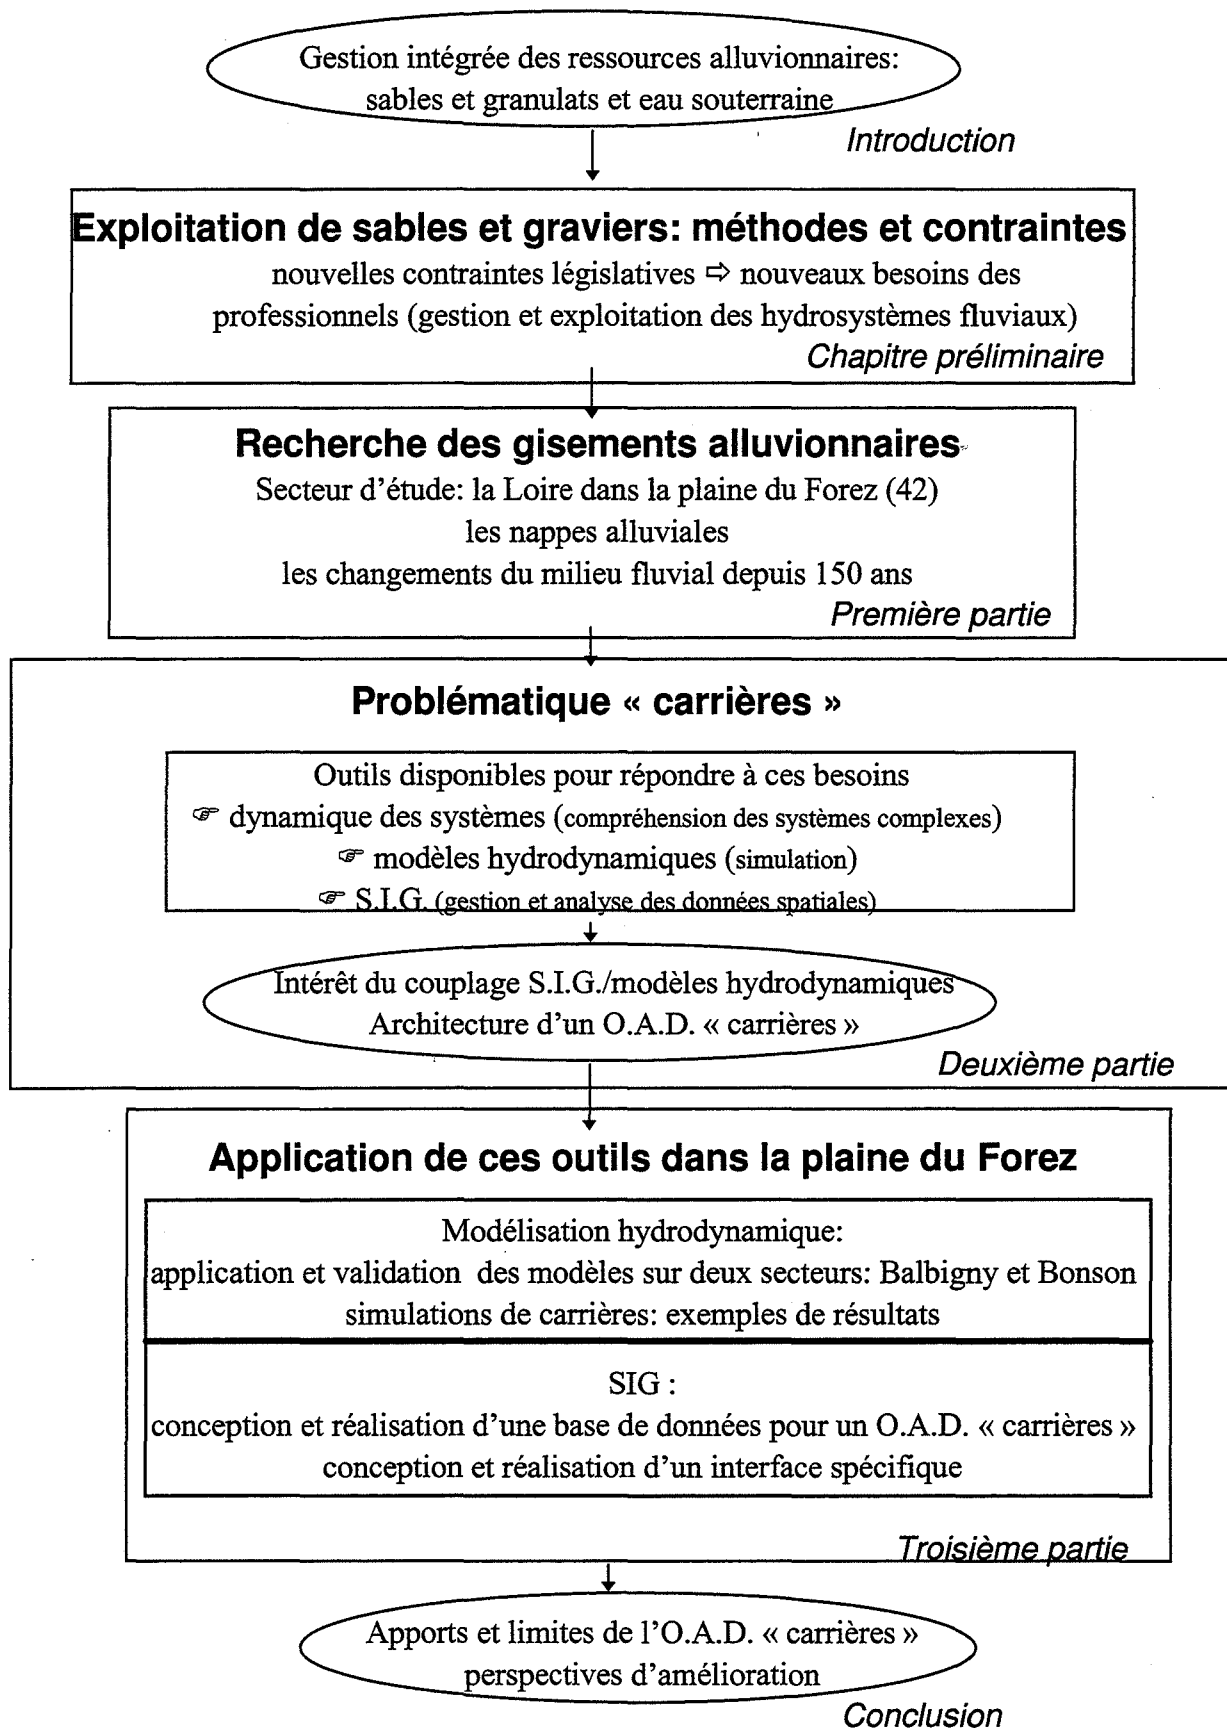 Gestion intégrée des ressources alluvionnaires:
sables et granulats et eau souterraine
Introduction
Exploitation de sables et graviers: méthodes et contraintes
nouvelles contraintes législatives ⇨ nouveaux besoins des
professionnels (gestion et exploitation des hydrosystèmes fluviaux)
Chapitre préliminaire
Recherche des gisements alluvionnaires
Secteur d'étude: la Loire dans la plaine du Forez (42)
les nappes alluviales
les changements du milieu fluvial depuis 150 ans
Première partie
Problématique « carrières »
Outils disponibles pour répondre à ces besoins
☞ dynamique des systèmes (compréhension des systèmes complexes)
☞ modèles hydrodynamiques (simulation)
☞ S.I.G. (gestion et analyse des données spatiales)
Intérêt du couplage S.I.G./modèles hydrodynamiques
Architecture d'un O.A.D. « carrières »
Deuxième partie
Application de ces outils dans la plaine du Forez
Modélisation hydrodynamique:
application et validation des modèles sur deux secteurs: Balbigny et Bonson
simulations de carrières: exemples de résultats
SIG :
conception et réalisation d'une base de données pour un O.A.D. « carrières »
conception et réalisation d'un interface spécifique
Troisième partie
Apports et limites de l'O.A.D. « carrières »
perspectives d'amélioration
Conclusion